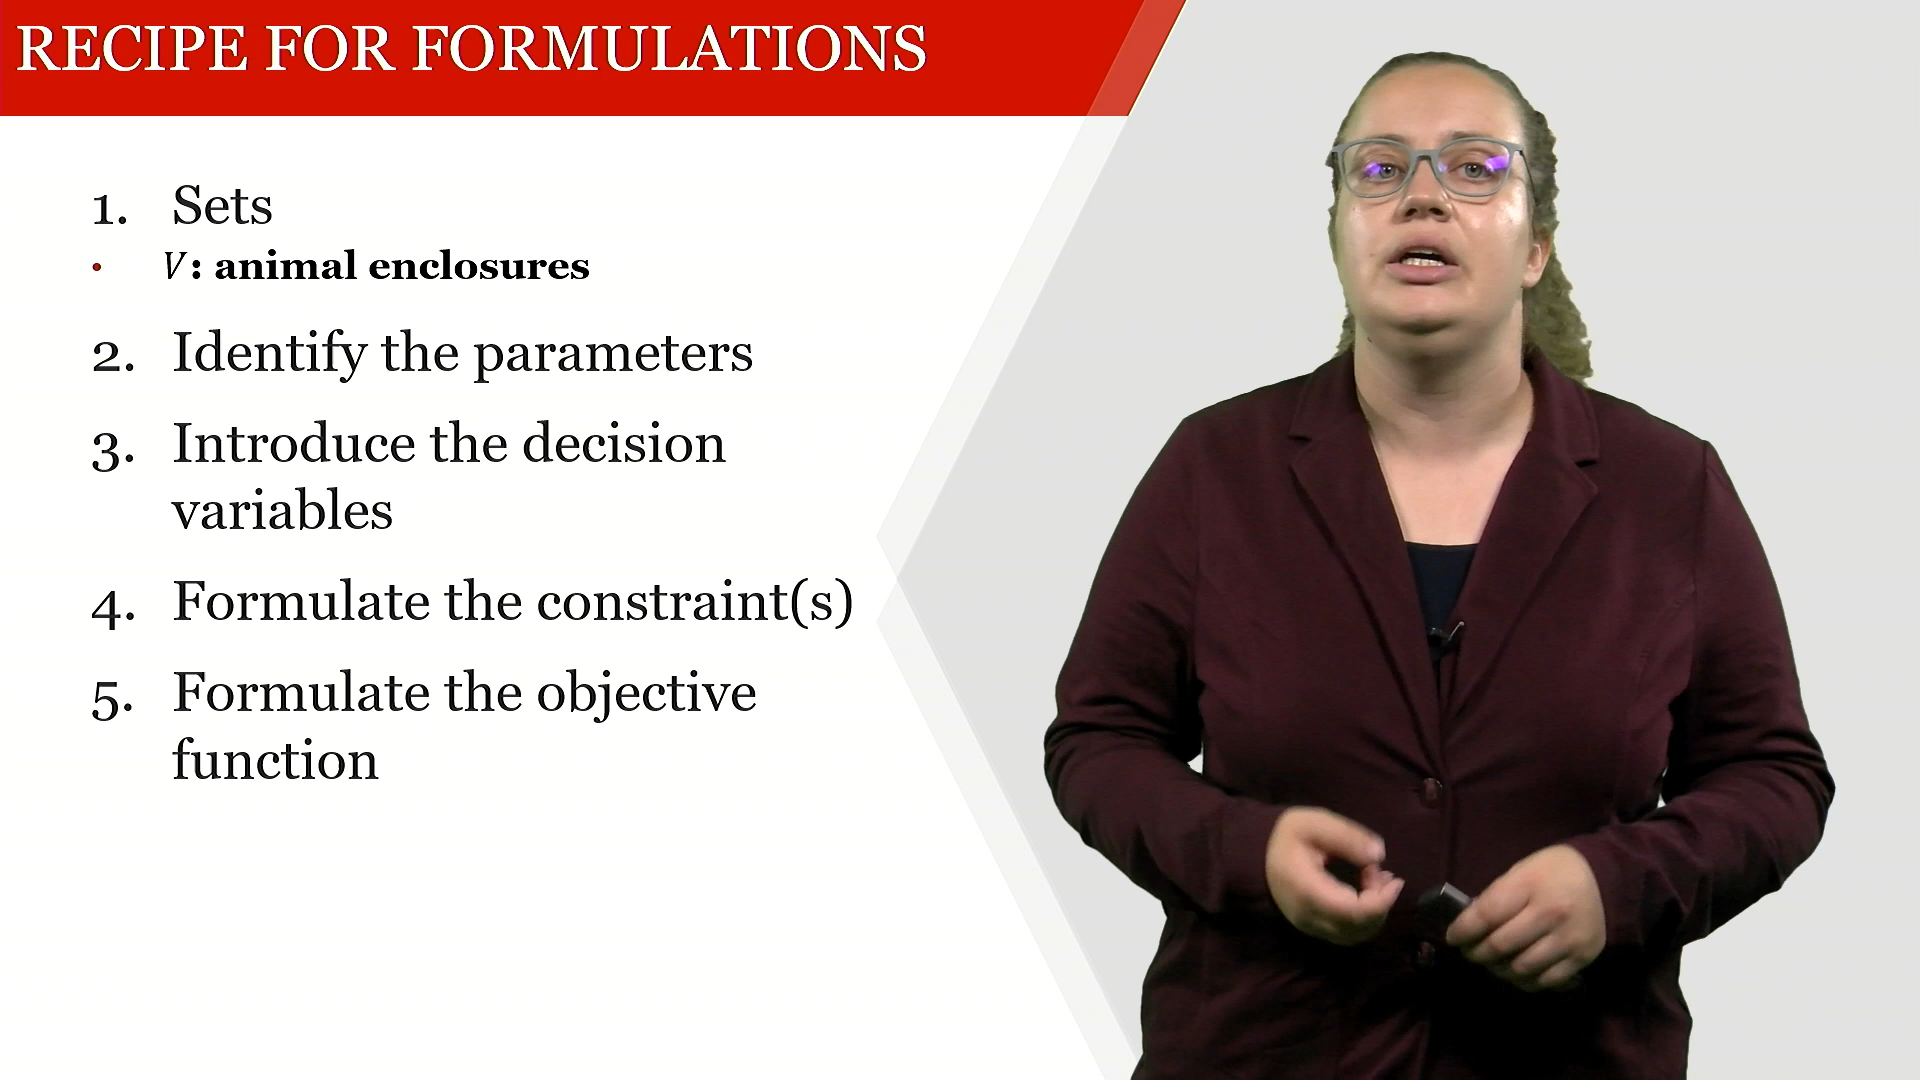 RECIPE FOR FORMULATIONS
1. Sets
• V: animal enclosures
2. Identify the parameters
3. Introduce the decision
variables
4. Formulate the constraint(s)
5. Formulate the objective
function